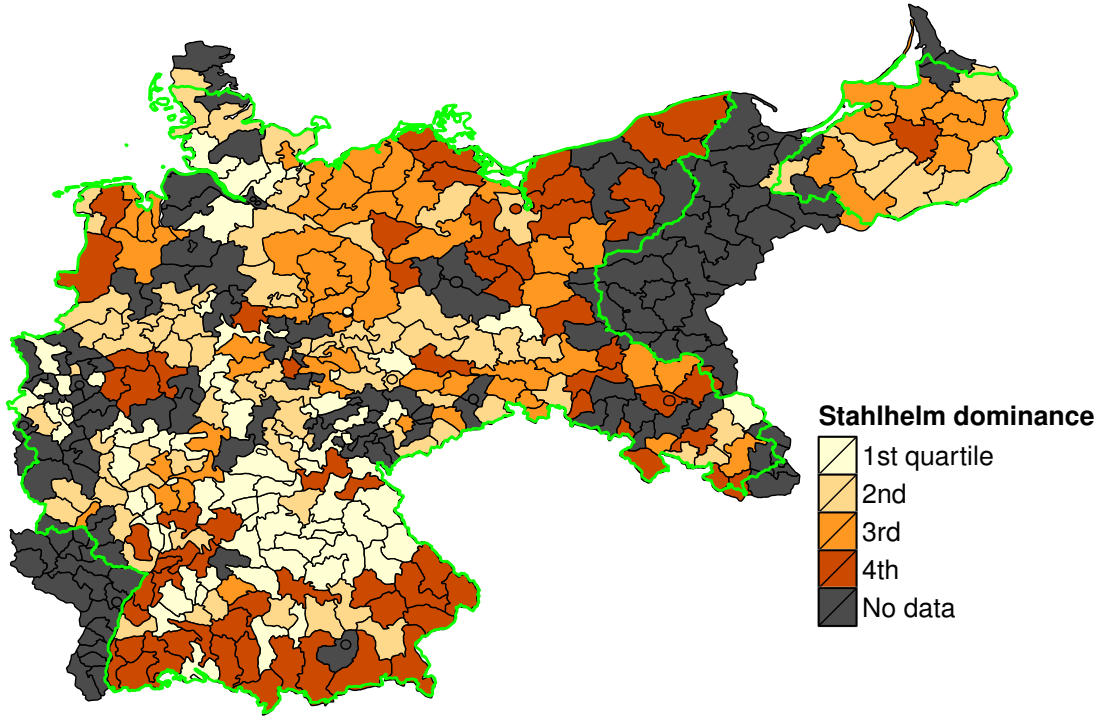 Stahlhelm dominance
1st quartile
2nd
3rd
4th
No data